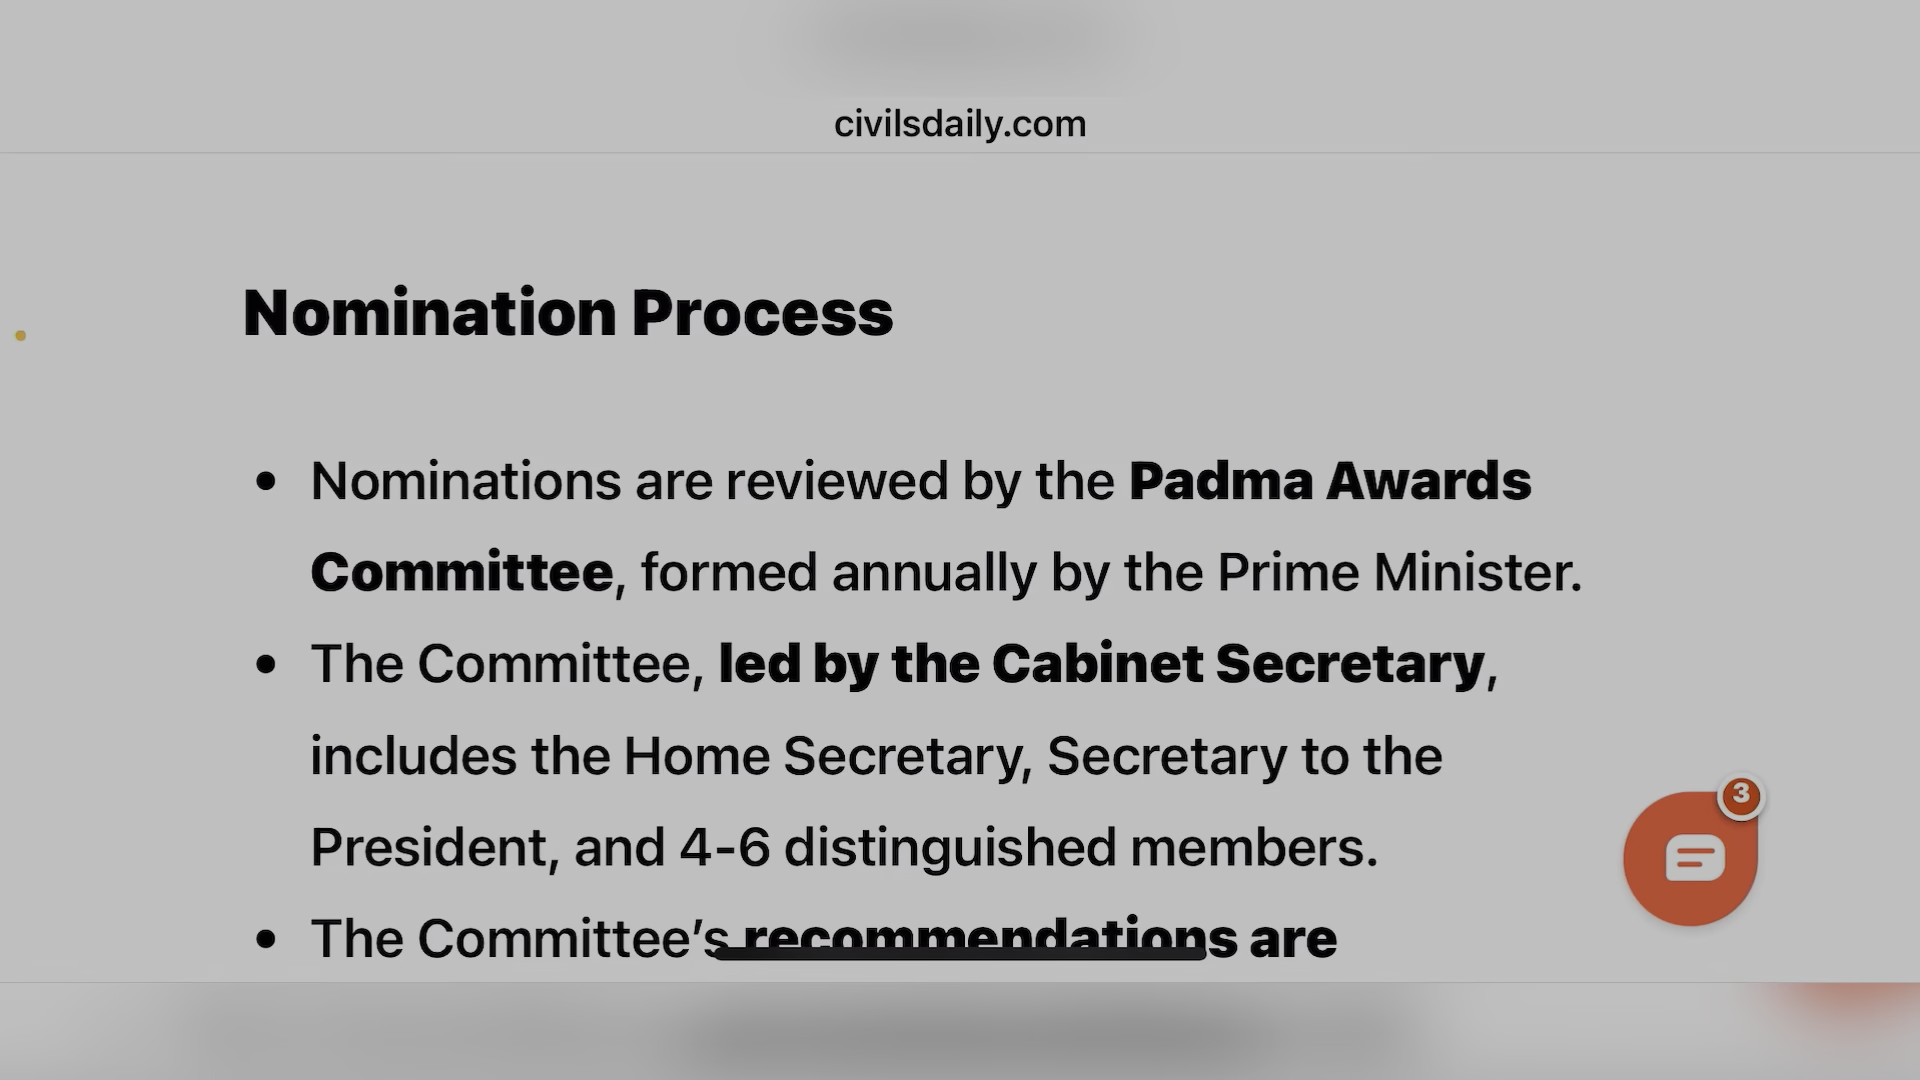 civilsdaily.com
Nomination Process
• Nominations are reviewed by the Padma Awards
Committee, formed annually by the Prime Minister.
• The Committee, led by the Cabinet Secretary,
includes the Home Secretary, Secretary to the
President, and 4-6 distinguished members.
3
• The Committee’s recommendations are